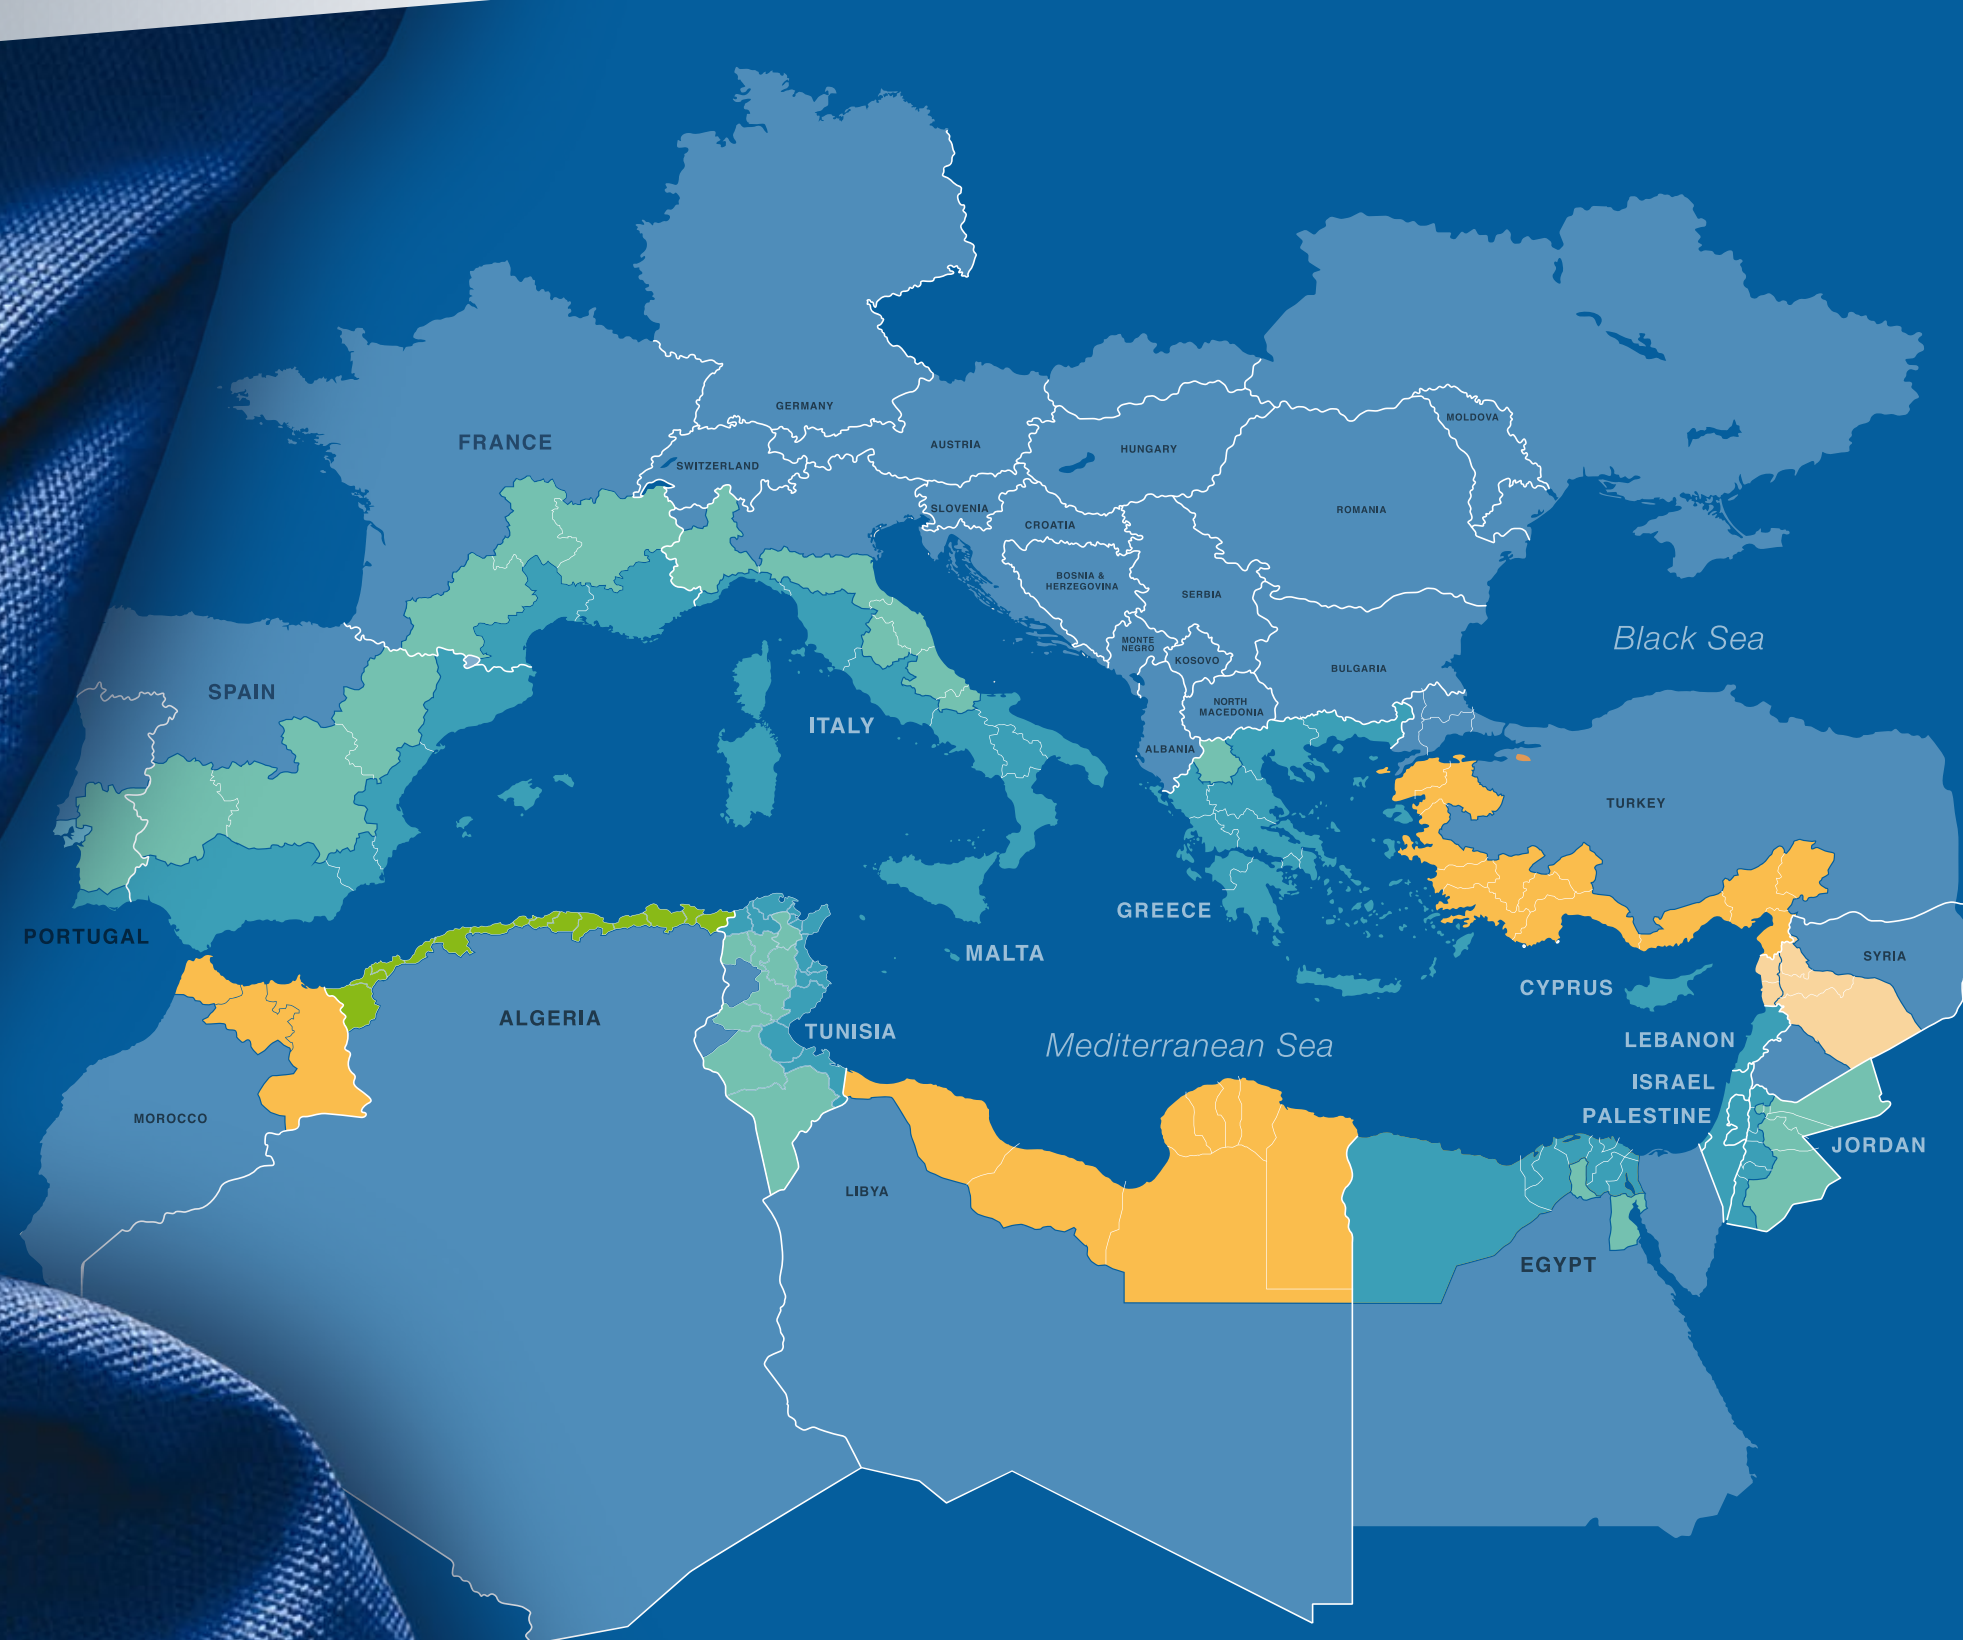 GERMANY
MOLDOVA
FRANCE
AUSTRIA
HUNGARY
SWITZERLAND
SLOVENIA
ROMANIA
CROATIA
BOSNIA &
HERZEGOVINA
SERBIA
Black Sea
MONTE
NEGRO
KOSOVO
BULGARIA
SPAIN
NORTH
MACEDONIA
ITALY
ALBANIA
TURKEY
GREECE
PORTUGAL
MALTA
SYRIA
CYPRUS
ALGERIA
TUNISIA
LEBANON
Mediterranean Sea
ISRAEL
MOROCCO
PALESTINE
JORDAN
LIBYA
EGYPT